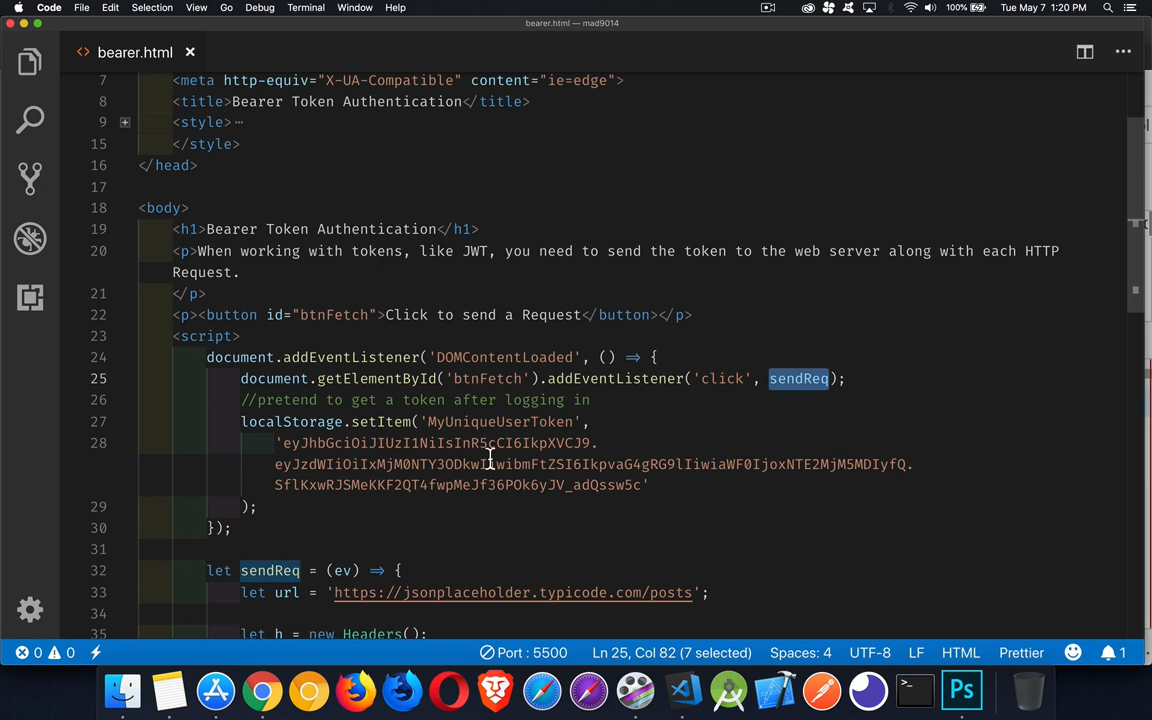 Code File Edit Selection View Go Debug Terminal Window Help 100% Tue May 7 1:20 PM
bearer.html — mad9014
<> bearer.html ×
7 <meta http-equiv="X-UA-Compatible" content="ie=edge">
8 <title>Bearer Token Authentication</title>
9 <style>…
15 </style>
16 </head>
17
18 <body>
19 <h1>Bearer Token Authentication</h1>
20 <p>When working with tokens, like JWT, you need to send the token to the web server along with each HTTP
Request.
21 </p>
22 <p><button id="btnFetch">Click to send a Request</button></p>
23 <script>
24 document.addEventListener('DOMContentLoaded', () => {
25 document.getElementById('btnFetch').addEventListener('click', sendReq);
26 //pretend to get a token after logging in
27 localStorage.setItem('MyUniqueUserToken',
28 'eyJhbGciOiJIUzI1NiIsInR5cCI6IkpXVCJ9.
eyJzdWIiOiIxMjM0NTY3ODkwIiwibmFtZSI6IkpvaG4gRG9lIiwiaWF0IjoxNTE2MjM5MDIyfQ.
SflKxwRJSMeKKF2QT4fwpMeJf36POk6yJV_adQssw5c'
29 );
30 });
31
32 let sendReq = (ev) => {
33 let url = 'https://jsonplaceholder.typicode.com/posts';
34
35 let h = new Headers();
0 0 Port : 5500 Ln 25, Col 82 (7 selected) Spaces: 4 UTF-8 LF HTML Prettier 1
>_ Ps